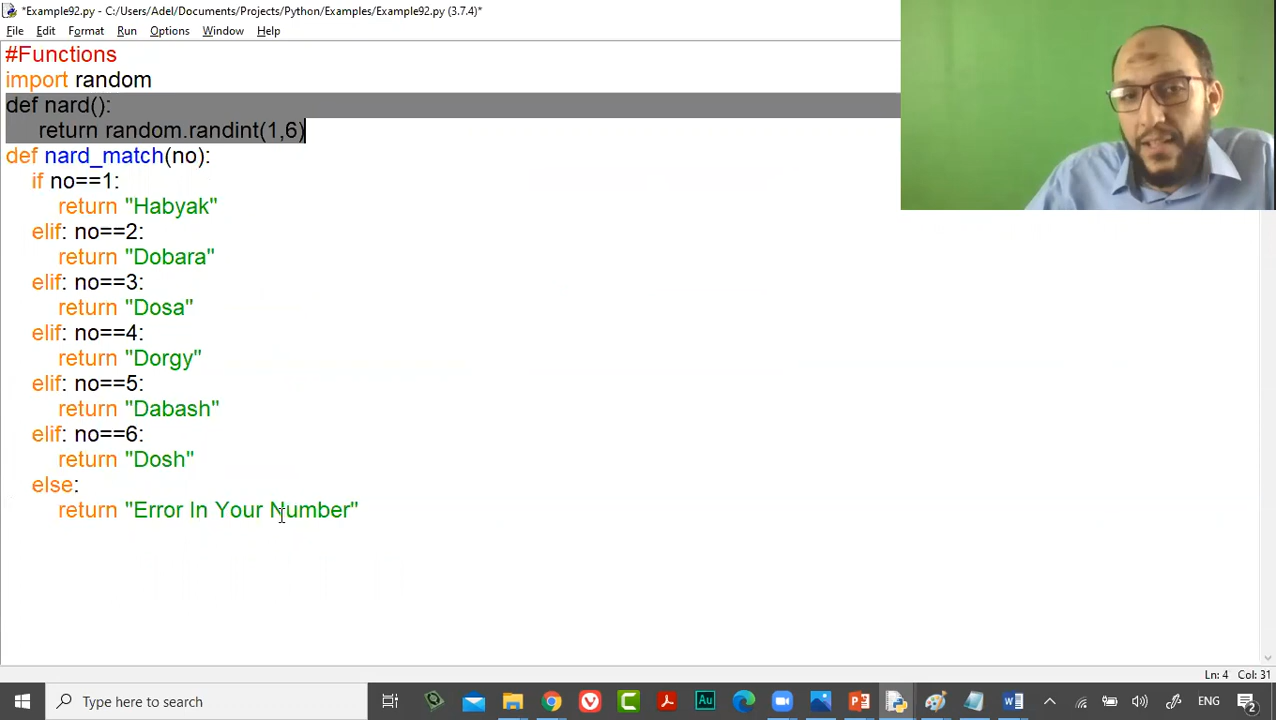 *Example92.py - C:/Users/Adel/Documents/Projects/Python/Examples/Example92.py (3.7.4)*
File Edit Format Run Options Window Help
#Functions
import random
def nard():
return random.randint(1,6)
def nard_match(no):
if no==1:
return "Habyak"
elif: no==2:
return "Dobara"
elif: no==3:
return "Dosa"
elif: no==4:
return "Dorgy"
elif: no==5:
return "Dabash"
elif: no==6:
return "Dosh"
else:
return "Error In Your Number"
Ln: 4 Col: 31
Type here to search
Au
ENG
2